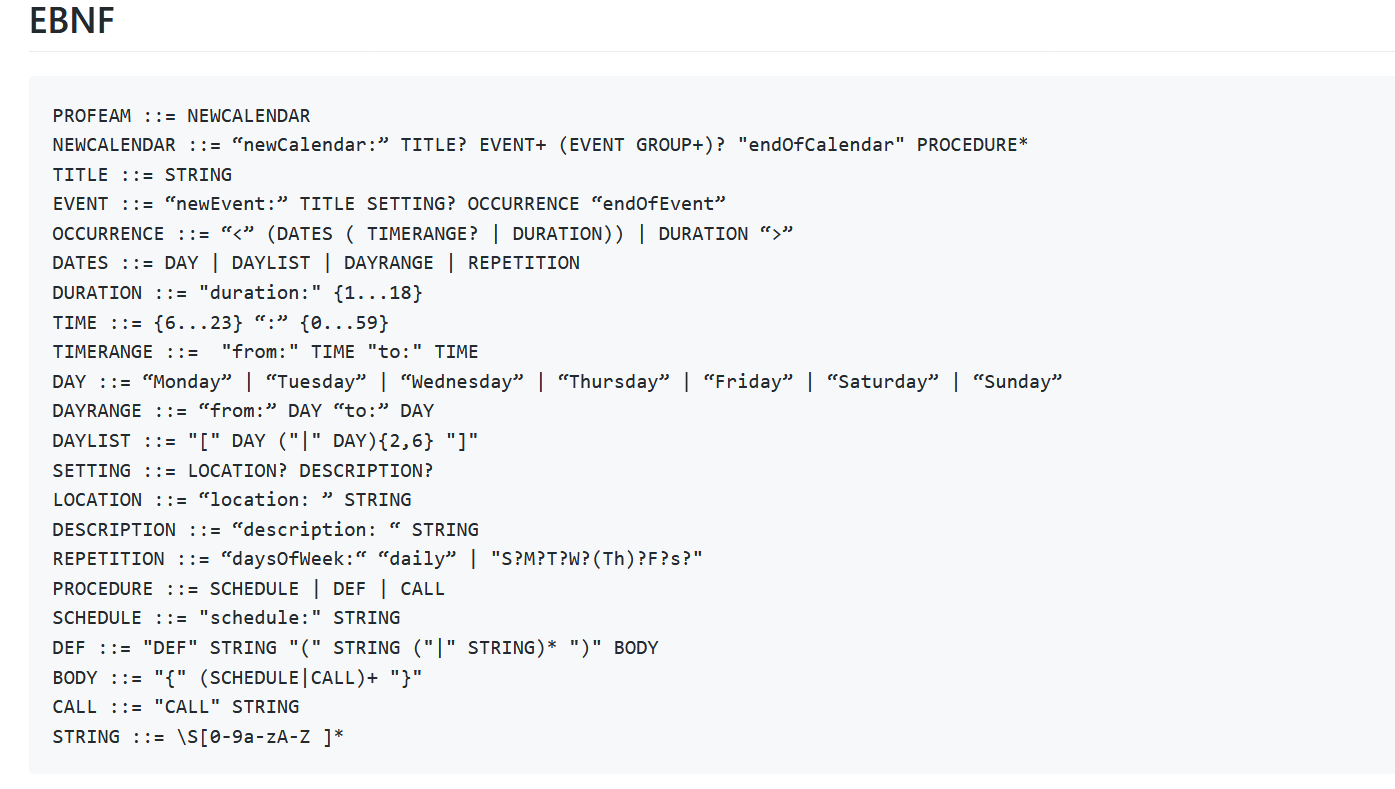 EBNF
PROFEAM ::= NEWCALENDAR
NEWCALENDAR ::= “newCalendar:” TITLE? EVENT+ (EVENT GROUP+)? "endOfCalendar" PROCEDURE*
TITLE ::= STRING
EVENT ::= “newEvent:” TITLE SETTING? OCCURRENCE “endOfEvent”
OCCURRENCE ::= “<” (DATES ( TIMERANGE? | DURATION)) | DURATION “>”
DATES ::= DAY | DAYLIST | DAYRANGE | REPETITION
DURATION ::= "duration:" {1...18}
TIME ::= {6...23} “:” {0...59}
TIMERANGE ::=  "from:" TIME "to:" TIME
DAY ::= “Monday” | “Tuesday” | “Wednesday” | “Thursday” | “Friday” | “Saturday” | “Sunday”
DAYRANGE ::= “from:” DAY “to:” DAY
DAYLIST ::= "[" DAY ("|" DAY){2,6} "]"
SETTING ::= LOCATION? DESCRIPTION?
LOCATION ::= “location: ” STRING
DESCRIPTION ::= “description: “ STRING
REPETITION ::= “daysOfWeek:“ “daily” | "S?M?T?W?(Th)?F?s?"
PROCEDURE ::= SCHEDULE | DEF | CALL
SCHEDULE ::= "schedule:" STRING
DEF ::= "DEF" STRING "(" STRING ("|" STRING)* ")" BODY
BODY ::= "{" (SCHEDULE|CALL)+ "}"
CALL ::= "CALL" STRING
STRING ::= \S[0-9a-zA-Z ]*